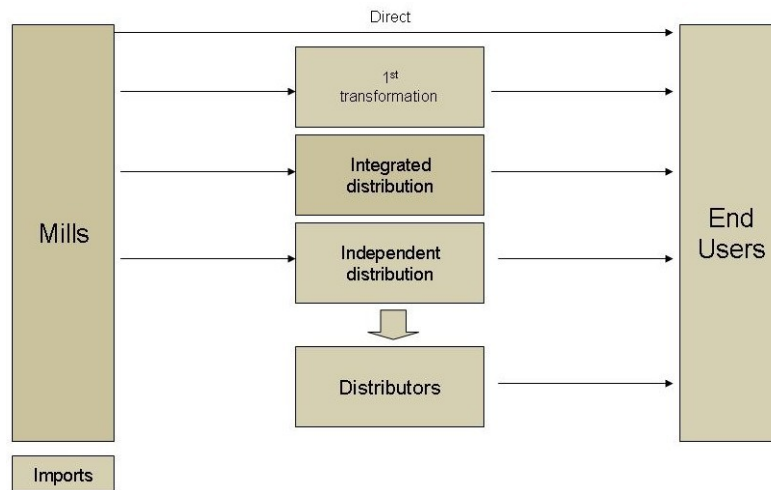 Direct
1st
transformation
Integrated
distribution
Mills
Independent
distribution
End
Users
Distributors
Imports